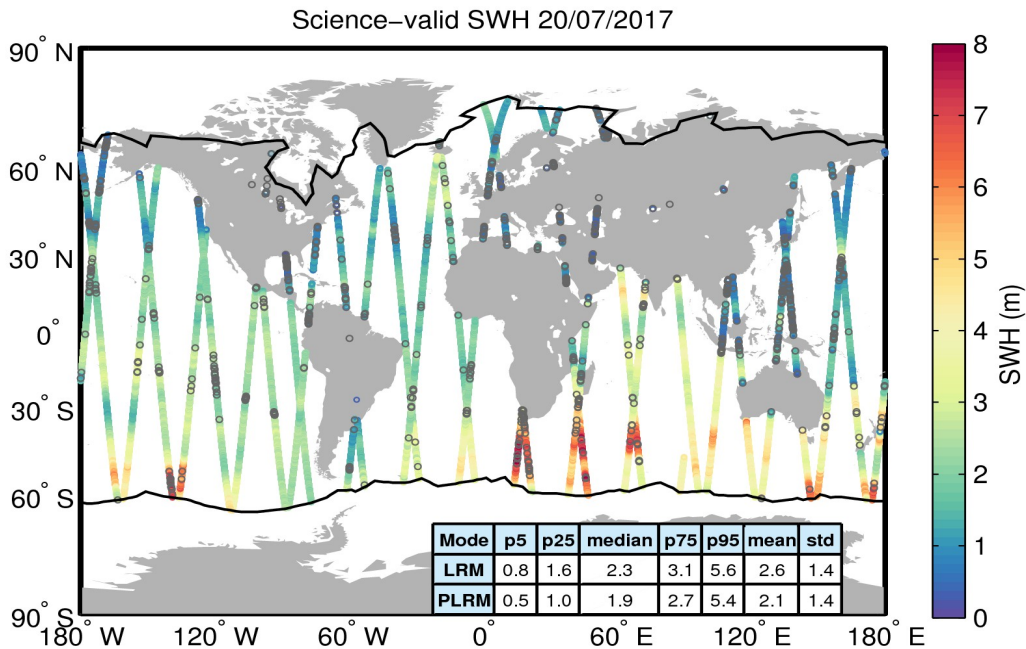 Science−valid SWH 20/07/2017
90° N
60° N
30° N
0°
30° S
60° S
90° S
180° W
120° W
60° W
0°
60° E
120° E
180° E
Mode p5 p25 median p75 p95 mean std
LRM 0.8 1.6 2.3 3.1 5.6 2.6 1.4
PLRM 0.5 1.0 1.9 2.7 5.4 2.1 1.4
8
7
6
5
4
3
2
1
0
SWH (m)